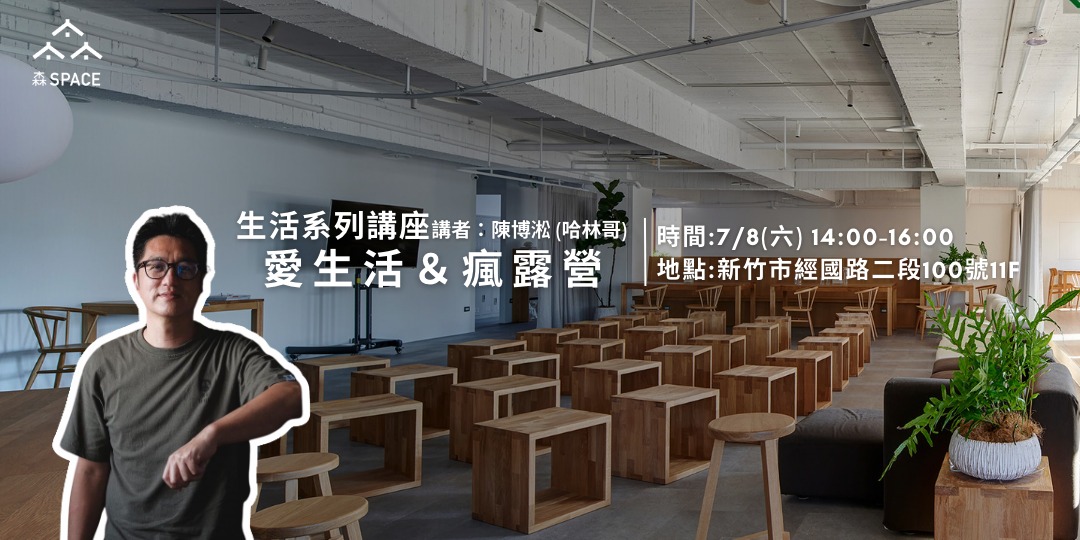 森SPACE
生活系列講座講者：陳博淞 (哈林哥)
愛生活&瘋露營
時間:7/8(六) 14:00-16:00
地點:新竹市經國路二段100號11F